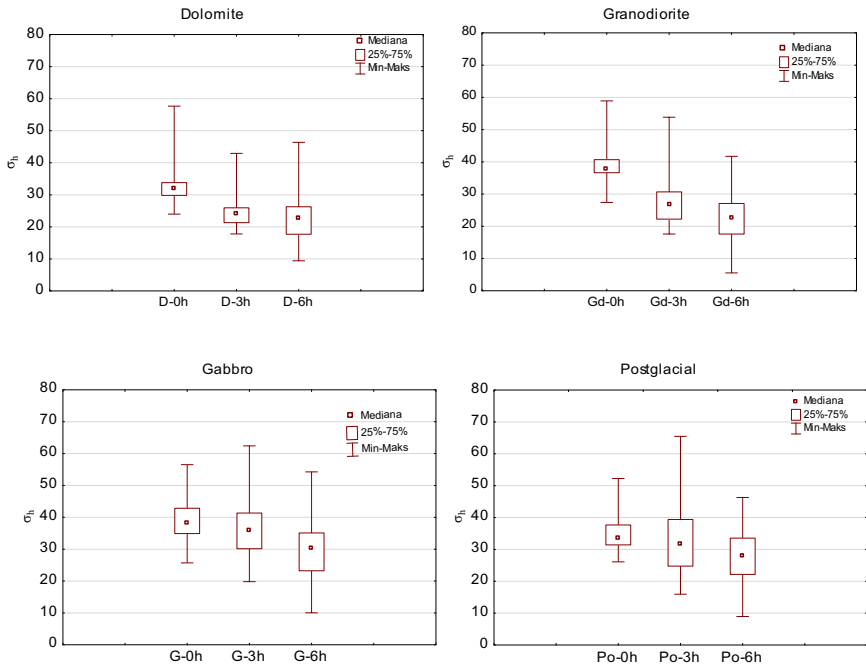 Dolomite
80
70
60
50
40
30
20
10
0
σh
Mediana
25%-75%
Min-Maks
D-0h D-3h D-6h
Granodiorite
80
70
60
50
40
30
20
10
0
σh
Mediana
25%-75%
Min-Maks
Gd-0h Gd-3h Gd-6h
Gabbro
80
70
60
50
40
30
20
10
0
σh
Mediana
25%-75%
Min-Maks
G-0h G-3h G-6h
Postglacial
80
70
60
50
40
30
20
10
0
σh
Mediana
25%-75%
Min-Maks
Po-0h Po-3h Po-6h